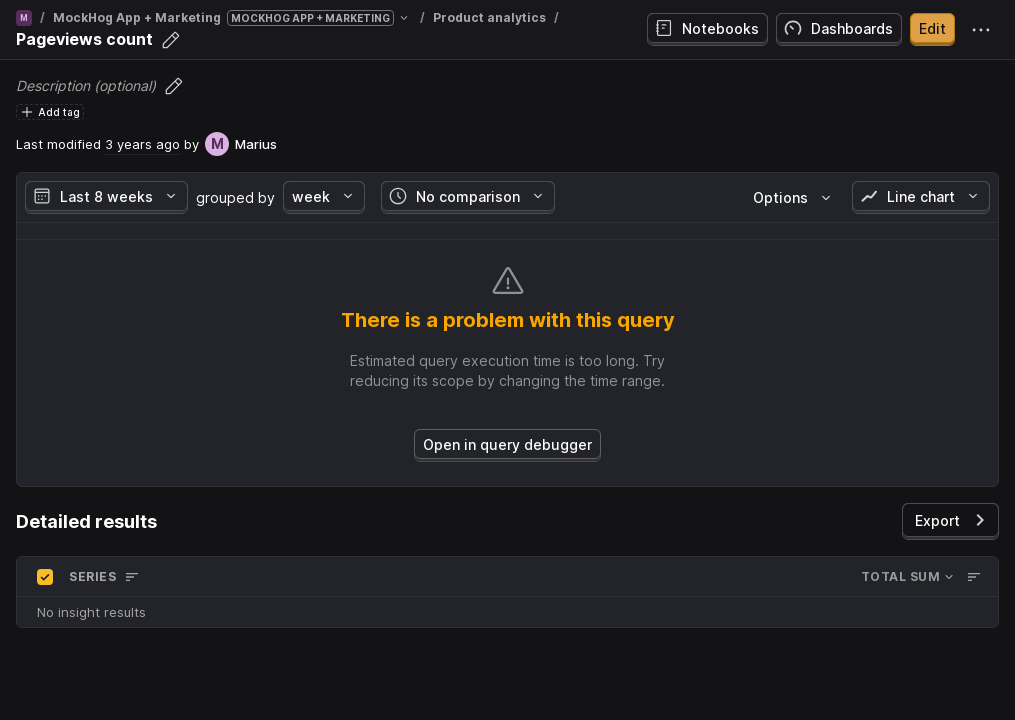 M / MockHog App + Marketing MOCKHOG APP + MARKETING / Product analytics /
Pageviews count
Notebooks Dashboards Edit
Description (optional)
Add tag
Last modified 3 years ago by M Marius
Last 8 weeks grouped by week No comparison Options Line chart
There is a problem with this query
Estimated query execution time is too long. Try
reducing its scope by changing the time range.
Open in query debugger
Detailed results Export
SERIES TOTAL SUM
No insight results